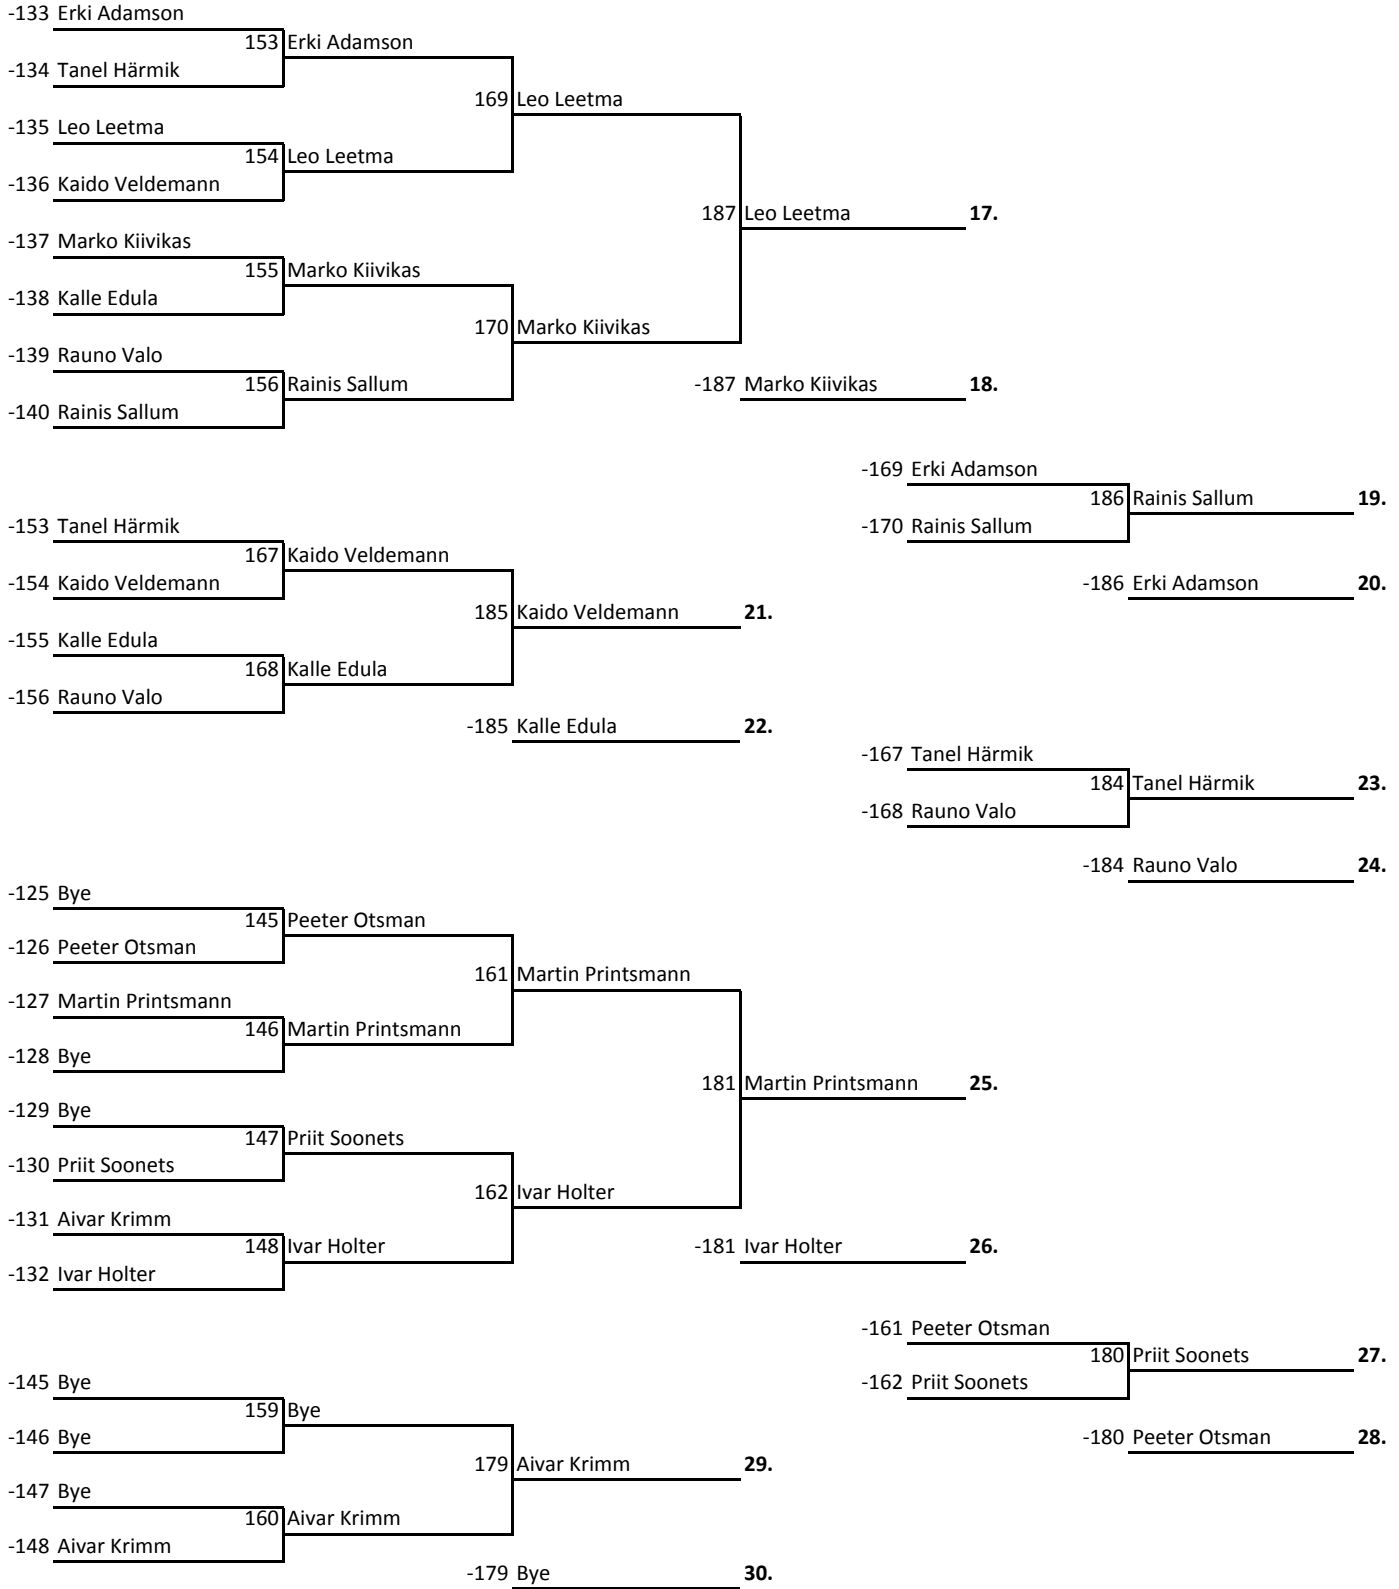 -133 Erki Adamson
153 Erki Adamson
-134 Tanel Härmik
169 Leo Leetma
-135 Leo Leetma
154 Leo Leetma
-136 Kaido Veldemann
187 Leo Leetma 17.
-137 Marko Kiivikas
155 Marko Kiivikas
-138 Kalle Edula
170 Marko Kiivikas
-139 Rauno Valo
156 Rainis Sallum -187 Marko Kiivikas 18.
-140 Rainis Sallum
-169 Erki Adamson
186 Rainis Sallum 19.
-153 Tanel Härmik -170 Rainis Sallum
167 Kaido Veldemann
-154 Kaido Veldemann -186 Erki Adamson 20.
185 Kaido Veldemann 21.
-155 Kalle Edula
168 Kalle Edula
-156 Rauno Valo
-185 Kalle Edula 22.
-167 Tanel Härmik
184 Tanel Härmik 23.
-168 Rauno Valo
-184 Rauno Valo 24.
-125 Bye
145 Peeter Otsman
-126 Peeter Otsman
161 Martin Printsmann
-127 Martin Printsmann
146 Martin Printsmann
-128 Bye
181 Martin Printsmann 25.
-129 Bye
147 Priit Soonets
-130 Priit Soonets
162 Ivar Holter
-131 Aivar Krimm
148 Ivar Holter -181 Ivar Holter 26.
-132 Ivar Holter
-161 Peeter Otsman
180 Priit Soonets 27.
-145 Bye -162 Priit Soonets
159 Bye
-146 Bye -180 Peeter Otsman 28.
179 Aivar Krimm 29.
-147 Bye
160 Aivar Krimm
-148 Aivar Krimm
-179 Bye 30.